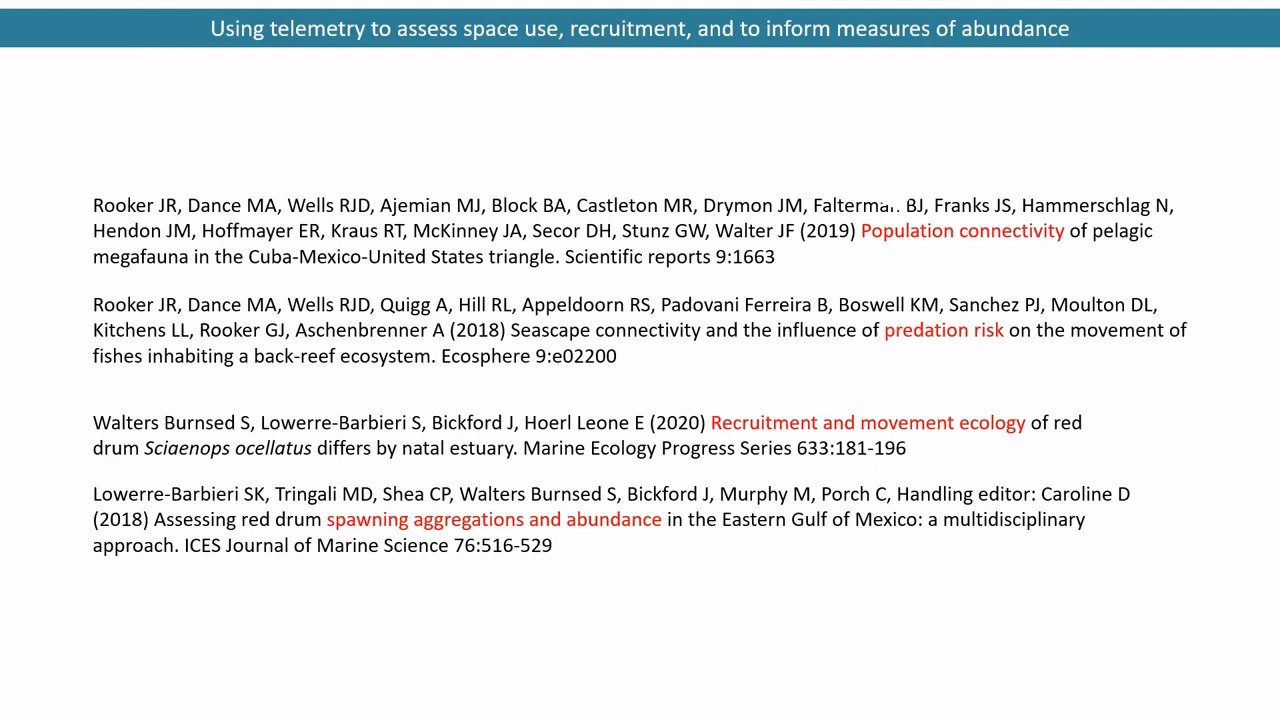 Using telemetry to assess space use, recruitment, and to inform measures of abundance
Rooker JR, Dance MA, Wells RJD, Ajemian MJ, Block BA, Castleton MR, Drymon JM, Falterman BJ, Franks JS, Hammerschlag N,
Hendon JM, Hoffmayer ER, Kraus RT, McKinney JA, Secor DH, Stunz GW, Walter JF (2019) Population connectivity of pelagic
megafauna in the Cuba-Mexico-United States triangle. Scientific reports 9:1663
Rooker JR, Dance MA, Wells RJD, Quigg A, Hill RL, Appeldoorn RS, Padovani Ferreira B, Boswell KM, Sanchez PJ, Moulton DL,
Kitchens LL, Rooker GJ, Aschenbrenner A (2018) Seascape connectivity and the influence of predation risk on the movement of
fishes inhabiting a back-reef ecosystem. Ecosphere 9:e02200
Walters Burnsed S, Lowerre-Barbieri S, Bickford J, Hoerl Leone E (2020) Recruitment and movement ecology of red
drum Sciaenops ocellatus differs by natal estuary. Marine Ecology Progress Series 633:181-196
Lowerre-Barbieri SK, Tringali MD, Shea CP, Walters Burnsed S, Bickford J, Murphy M, Porch C, Handling editor: Caroline D
(2018) Assessing red drum spawning aggregations and abundance in the Eastern Gulf of Mexico: a multidisciplinary
approach. ICES Journal of Marine Science 76:516-529